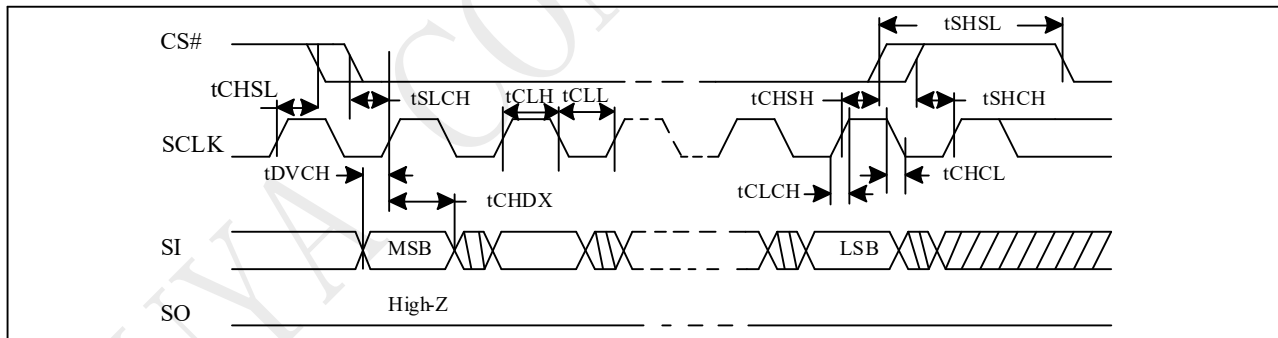 tSHSL
CS#
tCHSL
tSLCH
tCLH
tCLL
tCHSH
tSHCH
SCLK
tDVCH
tCHDX
tCLCH
tCHCL
SI
MSB
LSB
SO
High-Z